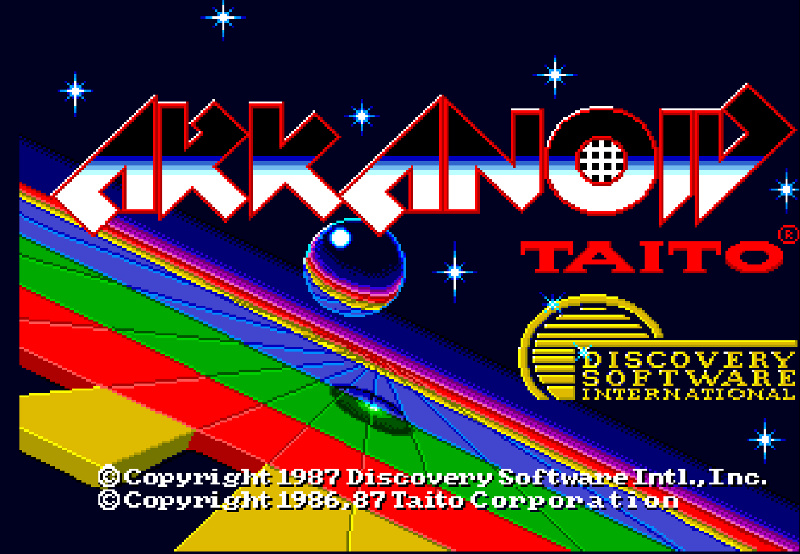 ARKANOID
®
TAITO
DISCOVERY
SOFTWARE
INTERNATIONAL
©Copyright 1987 Discovery Software Intl., Inc.
©Copyright 1986,87 Taito Corporation